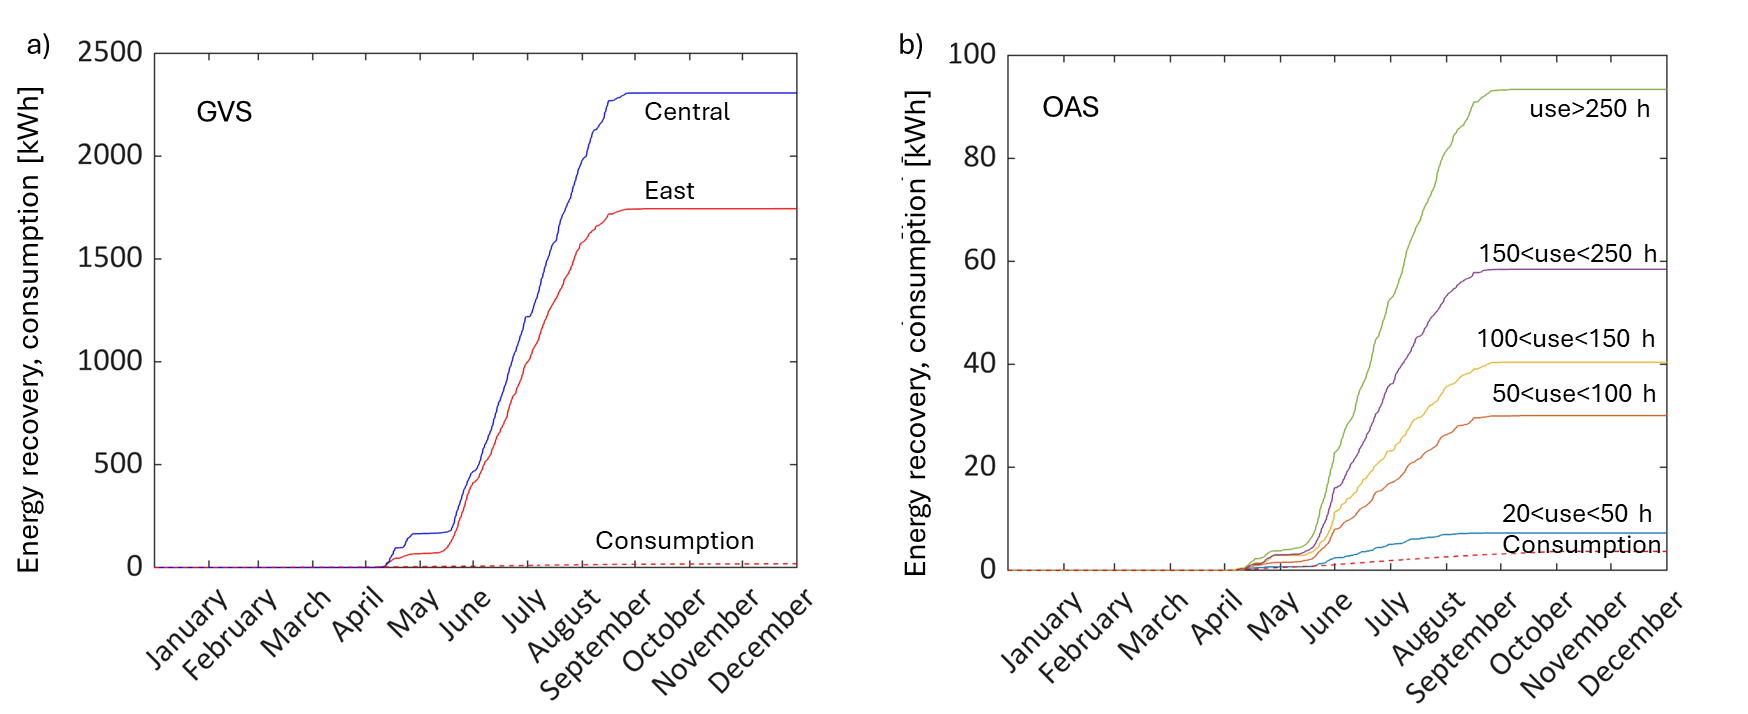 a)
Energy recovery, consumption [kWh]
2500
2000
1500
1000
500
0
GVS
Central
East
Consumption
January
February
March
April
May
June
July
August
September
October
November
December
b)
Energy recovery, consumption [kWh]
100
80
60
40
20
0
OAS
use>250 h
150<use<250 h
100<use<150 h
50<use<100 h
20<use<50 h
Consumption
January
February
March
April
May
June
July
August
September
October
November
December